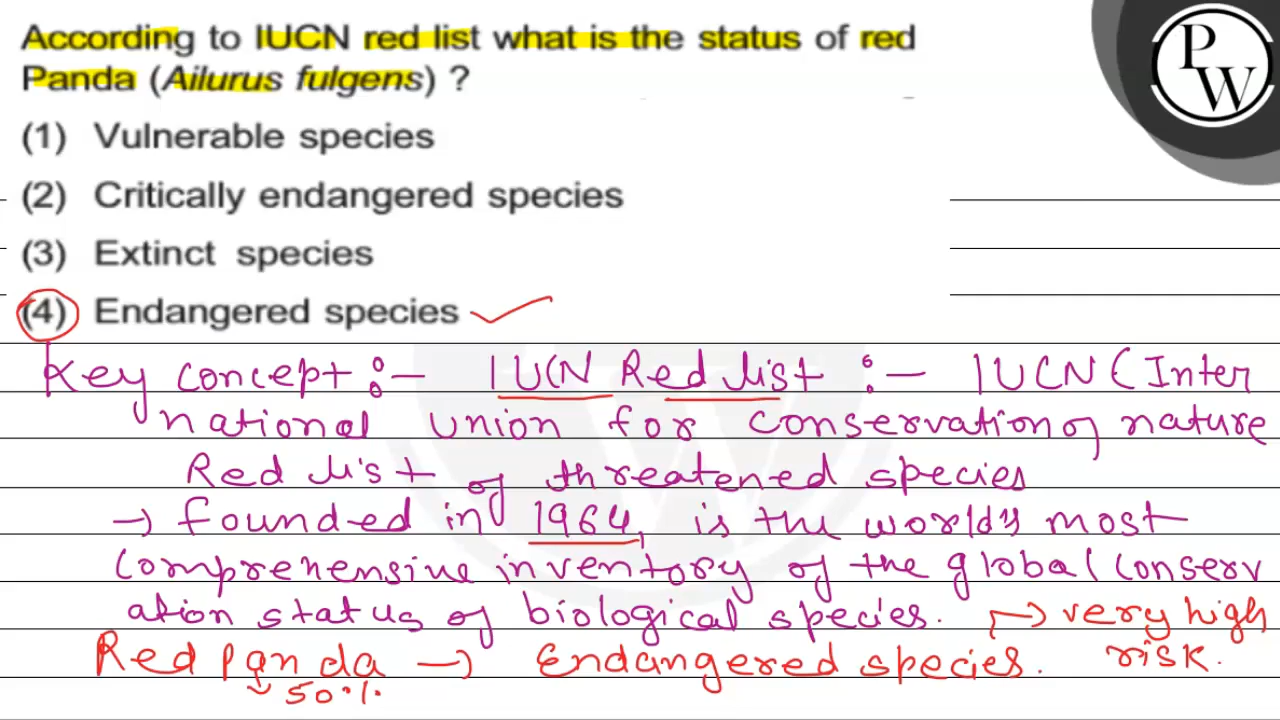 According to IUCN red list what is the status of red
Panda (Ailurus fulgens) ?
PW
(1) Vulnerable species
(2) Critically endangered species
(3) Extinct species
(4) Endangered species
Key concept :- IUCN Red List :- IUCN (Inter
national union for conservation of nature
Red List of threatened species
→ founded in 1964, is the world's most
comprehensive inventory of the global conserv
ation status of biological species. → very high
Red panda → Endangered species. risk.
50%